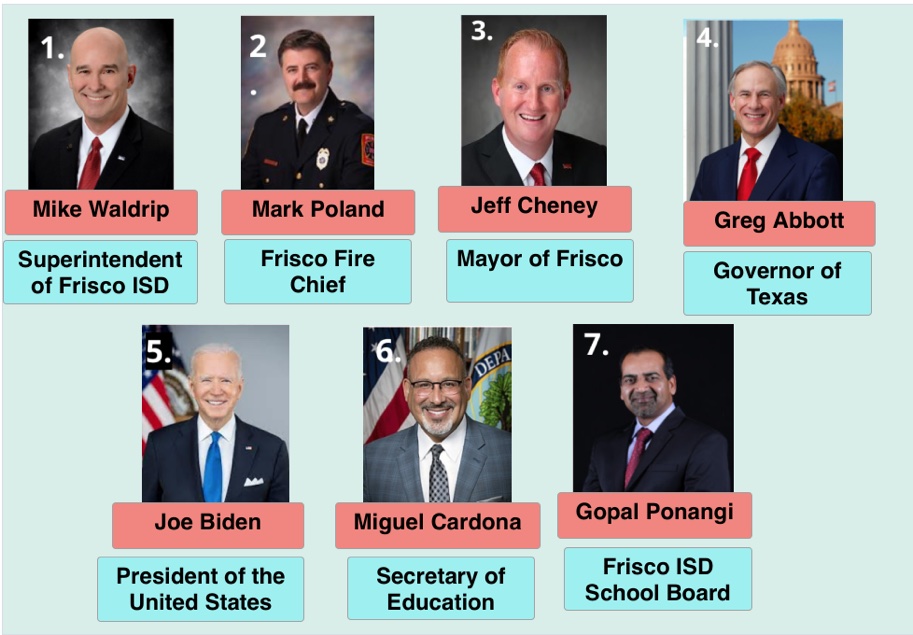 1.
2
.
3.
4.
Mike Waldrip
Mark Poland
Jeff Cheney
Greg Abbott
Superintendent
of Frisco ISD
Frisco Fire
Chief
Mayor of Frisco
Governor of
Texas
5.
6.
7.
DEPA
Joe Biden
Miguel Cardona
Gopal Ponangi
President of the
United States
Secretary of
Education
Frisco ISD
School Board